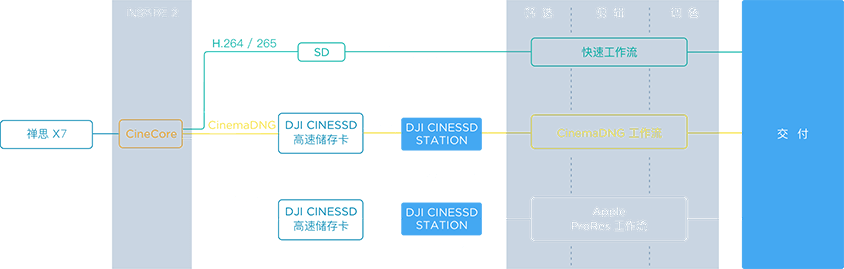 INSPIRE 2
筛 选
剪 辑
调 色
H.264 / 265
SD
快速工作流
禅思 X7
CineCore
CinemaDNG
DJI CINESSD
高速储存卡
DJI CINESSD
STATION
CinemaDNG 工作流
交 付
DJI CINESSD
高速储存卡
DJI CINESSD
STATION
Apple
ProRes 工作流